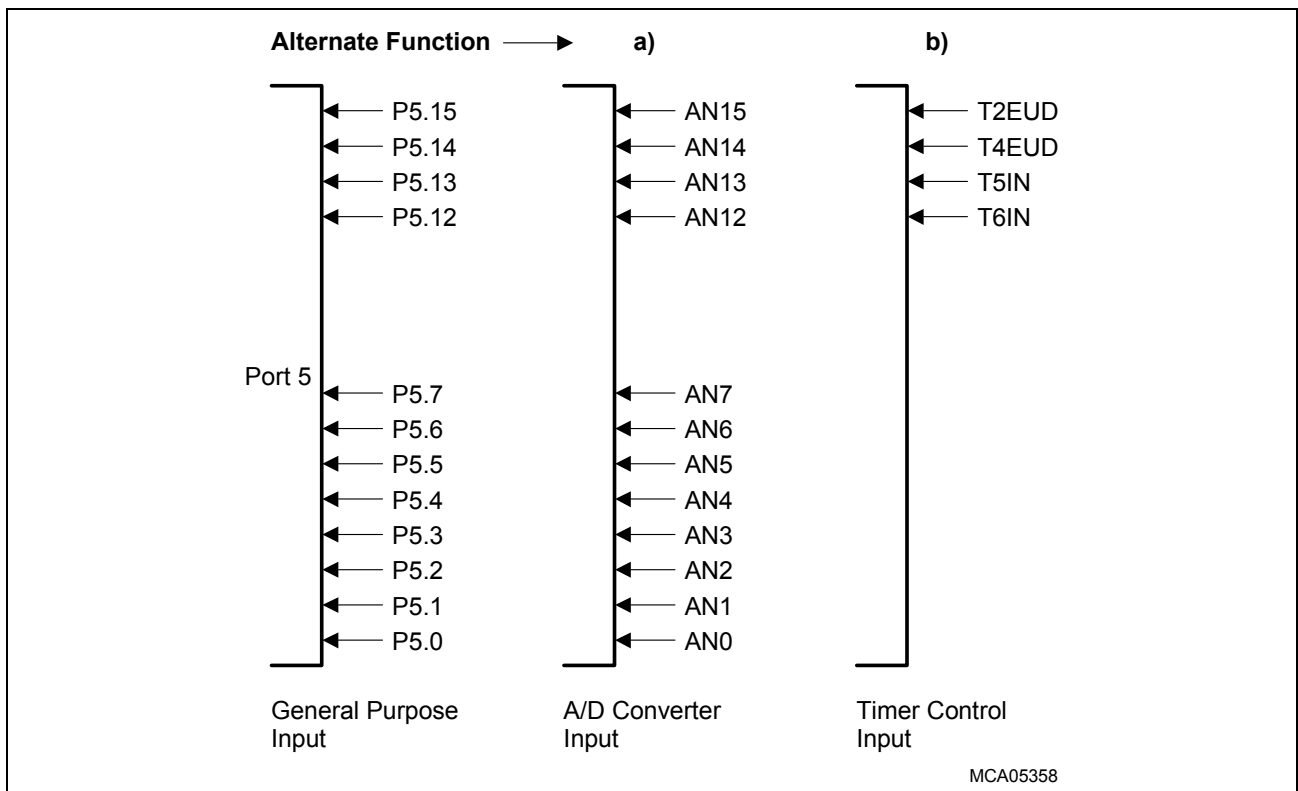 Alternate Function a) b)
P5.15 AN15 T2EUD
P5.14 AN14 T4EUD
P5.13 AN13 T5IN
P5.12 AN12 T6IN
Port 5
P5.7 AN7
P5.6 AN6
P5.5 AN5
P5.4 AN4
P5.3 AN3
P5.2 AN2
P5.1 AN1
P5.0 AN0
General Purpose A/D Converter Timer Control
Input Input Input
MCA05358